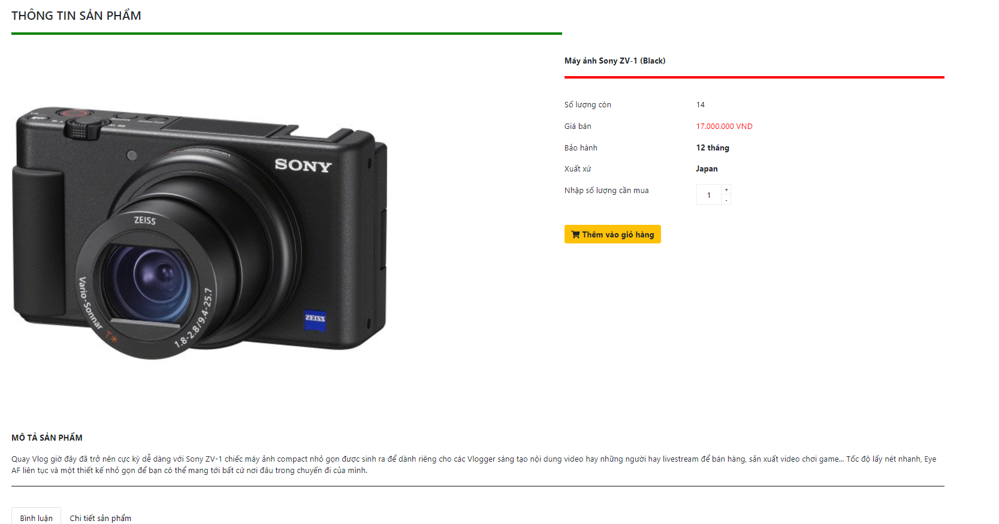 THÔNG TIN SẢN PHẨM
Máy ảnh Sony ZV-1 (Black)
Số lượng còn 14
Giá bán 17.000.000 VND
Bảo hành 12 tháng
Xuất xứ Japan
Nhập số lượng cần mua 1 + -
Thêm vào giỏ hàng
SONY
ZEISS
Vario-Sonnar T* 1.8-2.8/9.4-25.7
ZEISS
MÔ TẢ SẢN PHẨM
Quay Vlog giờ đây đã trở nên cực kỳ dễ dàng với Sony ZV-1 chiếc máy ảnh compact nhỏ gọn được sinh ra để dành riêng cho các Vlogger sáng tạo nội dung video hay những người hay livestream để bán hàng, sản xuất video chơi game... Tốc độ lấy nét nhanh, Eye
AF liên tục và một thiết kế nhỏ gọn để bạn có thể mang tới bất cứ nơi đâu trong chuyến đi của mình.
Bình luận Chi tiết sản phẩm